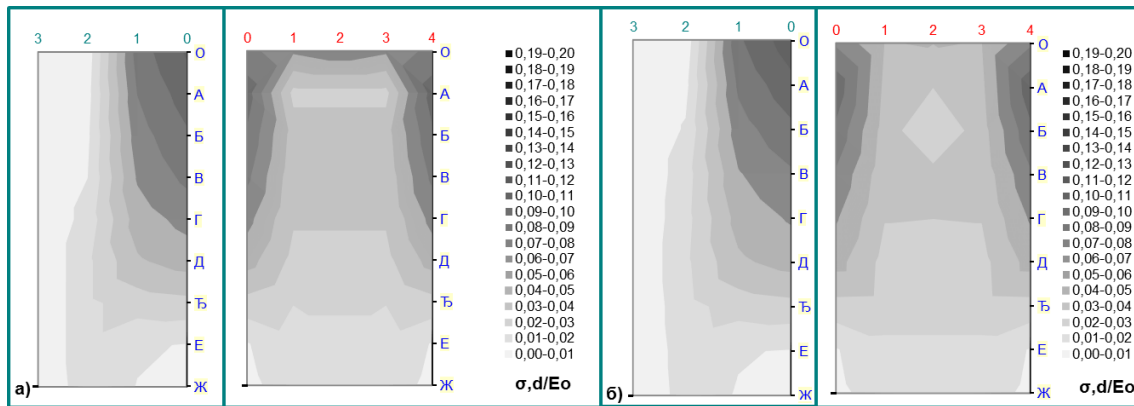 3 2 1 0
О
А
Б
В
Г
Д
Ђ
Е
Ж
а)
0 1 2 3 4
О
А
Б
В
Г
Д
Ђ
Е
Ж
0,19-0,20
0,18-0,19
0,17-0,18
0,16-0,17
0,15-0,16
0,14-0,15
0,13-0,14
0,12-0,13
0,11-0,12
0,10-0,11
0,09-0,10
0,08-0,09
0,07-0,08
0,06-0,07
0,05-0,06
0,04-0,05
0,03-0,04
0,02-0,03
0,01-0,02
0,00-0,01
σ,d/Eo
3 2 1 0
О
А
Б
В
Г
Д
Ђ
Е
Ж
б)
0 1 2 3 4
О
А
Б
В
Г
Д
Ђ
Е
Ж
0,19-0,20
0,18-0,19
0,17-0,18
0,16-0,17
0,15-0,16
0,14-0,15
0,13-0,14
0,12-0,13
0,11-0,12
0,10-0,11
0,09-0,10
0,08-0,09
0,07-0,08
0,06-0,07
0,05-0,06
0,04-0,05
0,03-0,04
0,02-0,03
0,01-0,02
0,00-0,01
σ,d/Eo